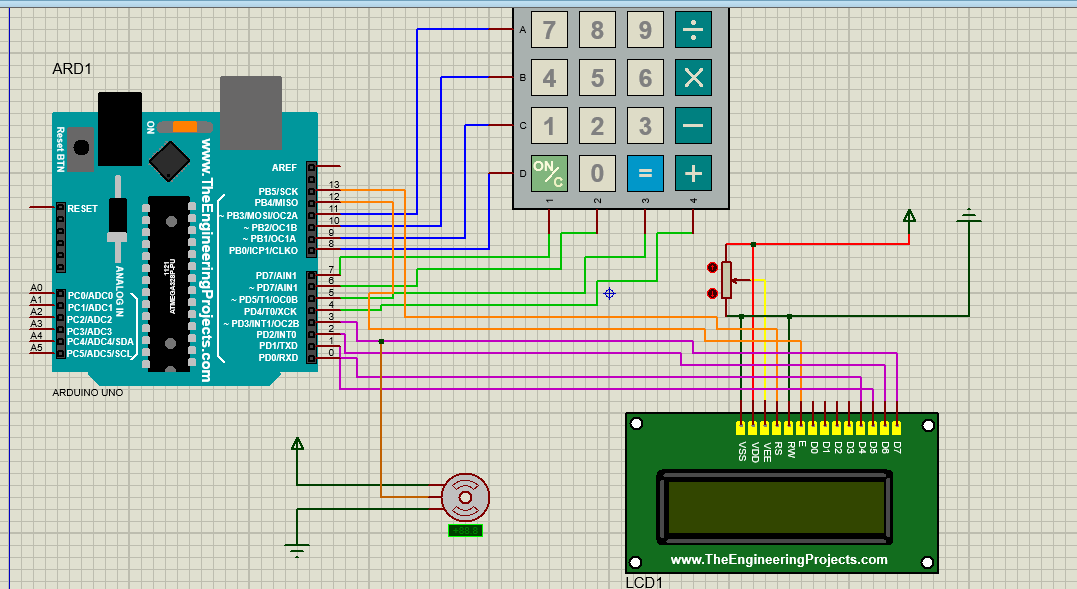 ARD1
ARDUINO UNO
Reset BTN
ON
www.TheEngineeringProjects.com
ANALOG IN
1121
ATMEGA328P-PU
RESET
A0 PC0/ADC0
A1 PC1/ADC1
A2 PC2/ADC2
A3 PC3/ADC3
A4 PC4/ADC4/SDA
A5 PC5/ADC5/SCL
AREF
PB5/SCK 13
PB4/MISO 12
~ PB3/MOSI/OC2A 11
~ PB2/OC1B 10
~ PB1/OC1A 9
PB0/ICP1/CLKO 8
PD7/AIN1 7
~ PD7/AIN1 6
~ PD5/T1/OC0B 5
PD4/T0/XCK 4
~ PD3/INT1/OC2B 3
PD2/INT0 2
PD1/TXD 1
PD0/RXD 0
A 7 8 9 ÷
B 4 5 6 ×
C 1 2 3 −
D ON/C 0 = +
1 2 3 4
VSS
VDD
VEE
RS
RW
E
D0
D1
D2
D3
D4
D5
D6
D7
www.TheEngineeringProjects.com
LCD1